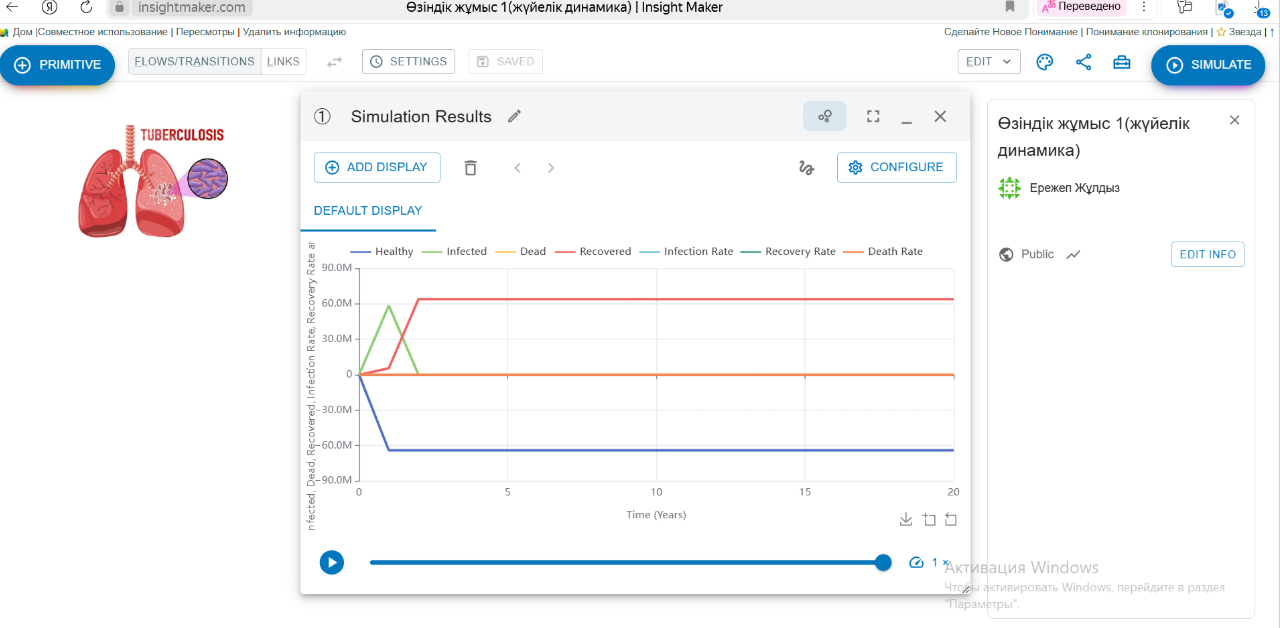 insightmaker.com
Өзіндік жұмыс 1(жүйелік динамика) | Insight Maker
Переведено
13
Дом |Совместное использование | Пересмотры | Удалить информацию
Сделайте Новое Понимание | Понимание клонирования | Звезда | ↑
PRIMITIVE
FLOWS/TRANSITIONS
LINKS
SETTINGS
SAVED
EDIT
SIMULATE
TUBERCULOSIS
① Simulation Results
ADD DISPLAY
CONFIGURE
DEFAULT DISPLAY
Healthy Infected Dead Recovered Infection Rate Recovery Rate Death Rate
nfected, Dead, Recovered, Infection Rate, Recovery Rate ar
90.0M
60.0M
30.0M
0
-30.0M
-60.0M
-90.0M
0 5 10 15 20
Time (Years)
1 ×
Өзіндік жұмыс 1(жүйелік
динамика)
Ережеп Жұлдыз
Public
EDIT INFO
Активация Windows
Чтобы активировать Windows, перейдите в раздел
"Параметры".